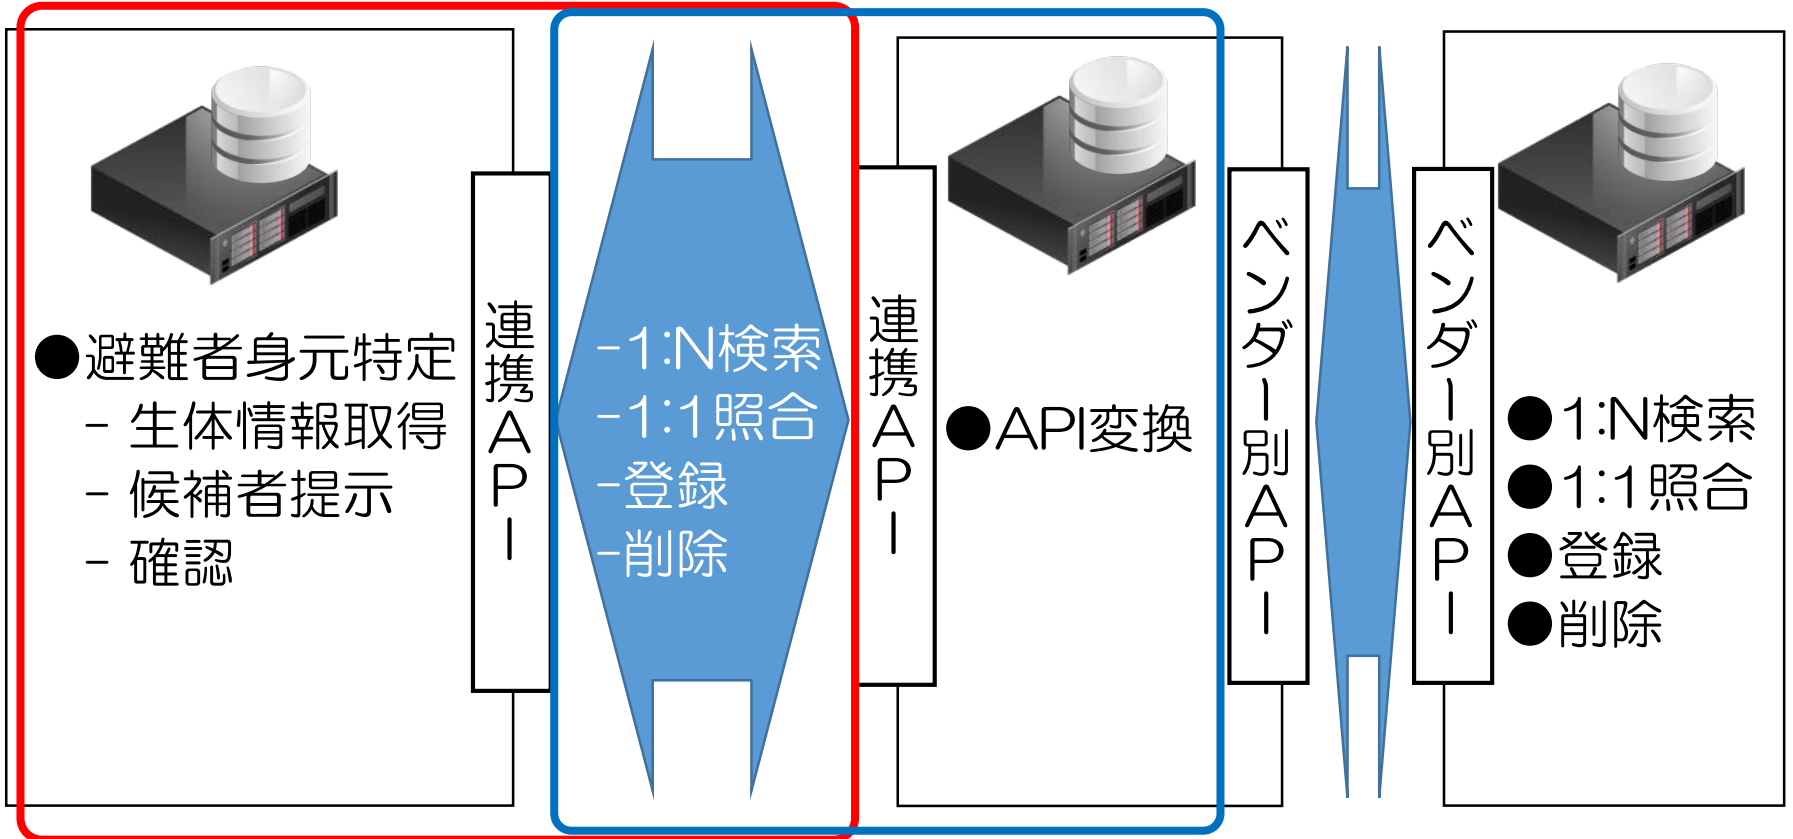 ●避難者身元特定
- 生体情報取得
- 候補者提示
- 確認
連携API
-1:N検索
-1:1照合
-登録
-削除
連携API
●API変換
ベンダー別API
ベンダー別API
●1:N検索
●1:1照合
●登録
●削除